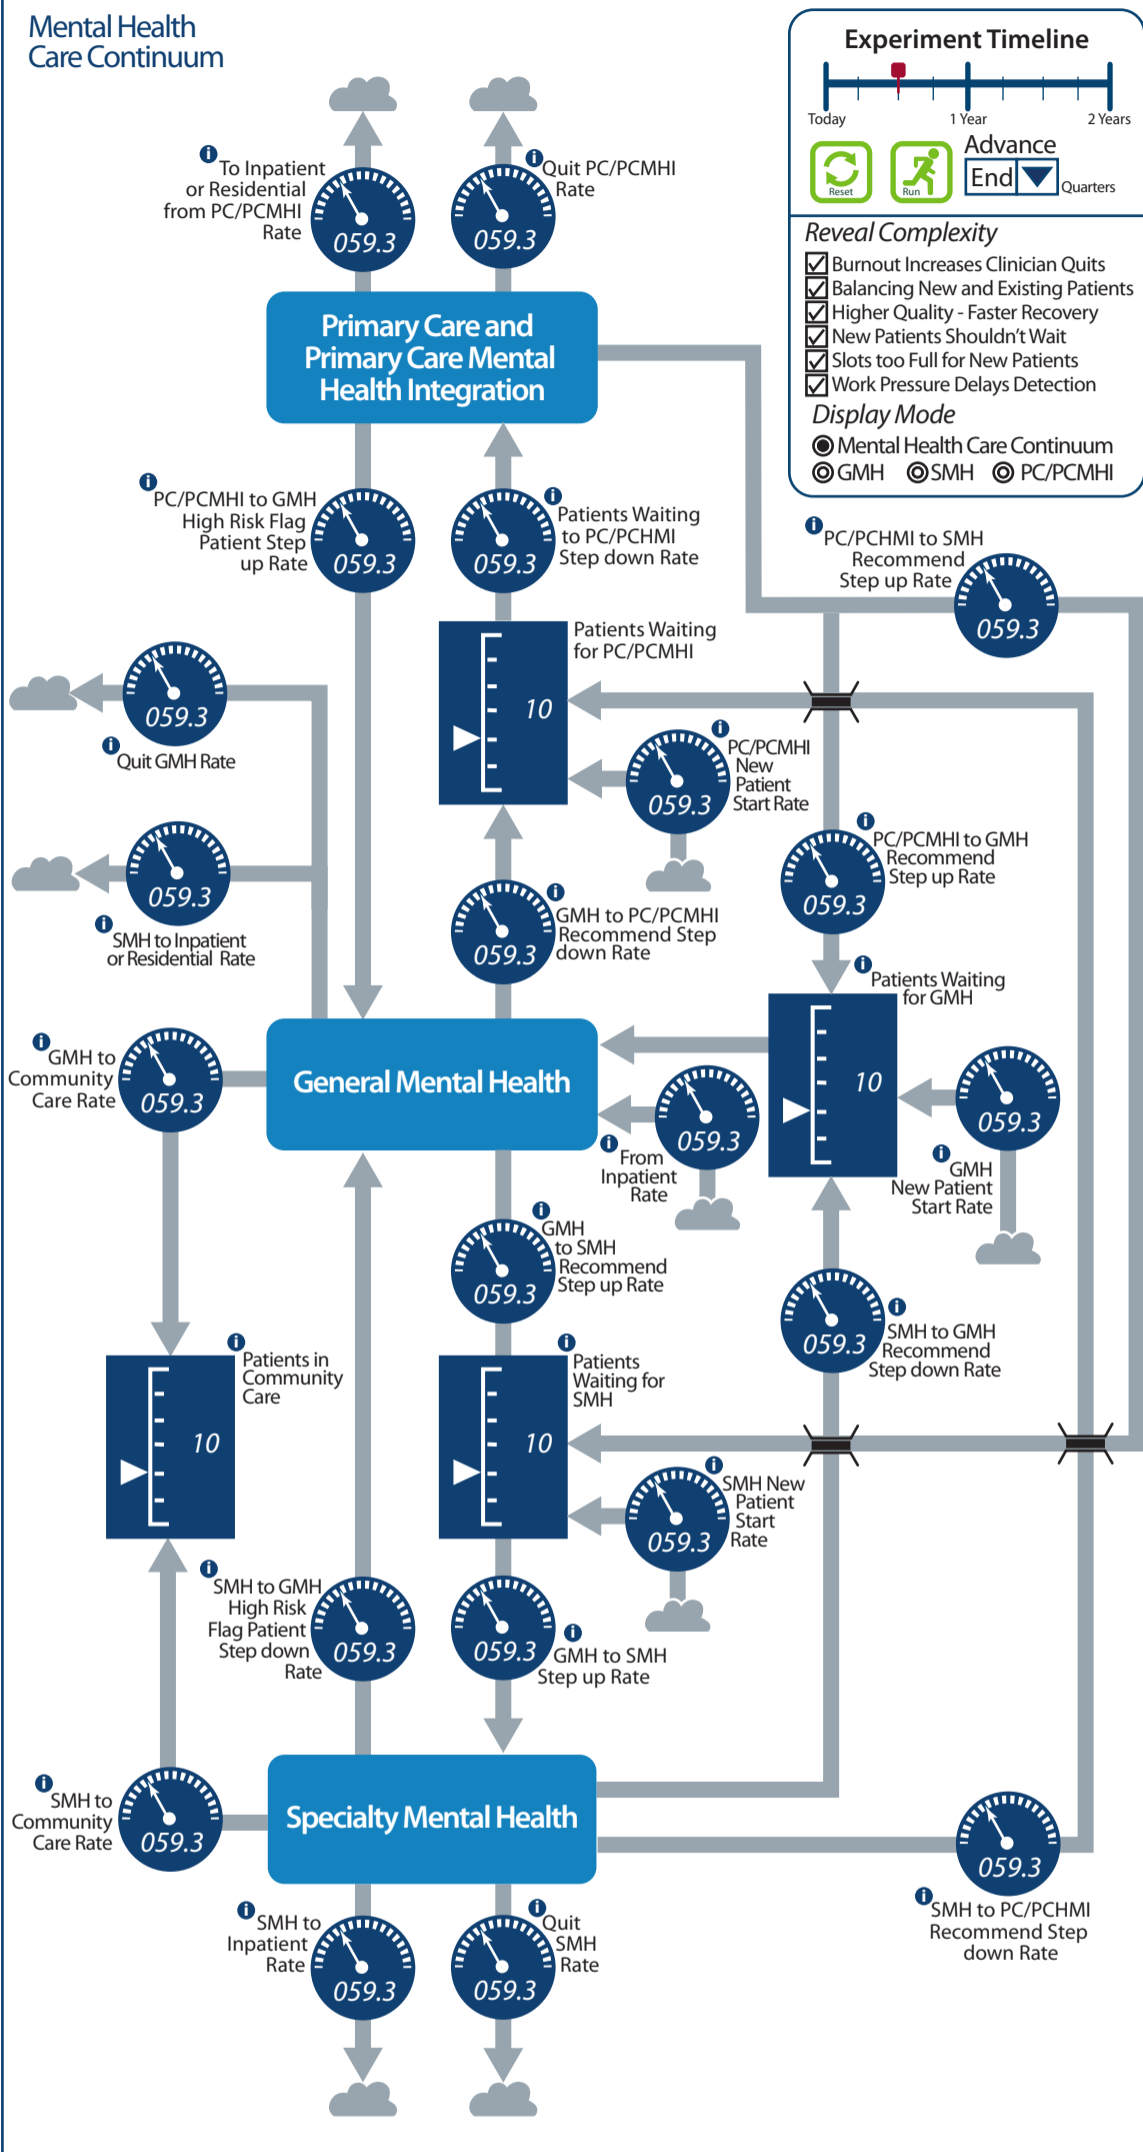 Mental Health
Care Continuum
Experiment Timeline
Today
1 Year
2 Years
Reset
Run
Advance
End
Quarters
Reveal Complexity
Burnout Increases Clinician Quits
Balancing New and Existing Patients
Higher Quality - Faster Recovery
New Patients Shouldn't Wait
Slots too Full for New Patients
Work Pressure Delays Detection
Display Mode
Mental Health Care Continuum
GMH
SMH
PC/PCMHI
i
To Inpatient
or Residential
from PC/PCMHI
Rate
059.3
i
Quit PC/PCMHI
Rate
059.3
Primary Care and
Primary Care Mental
Health Integration
i
PC/PCMHI to GMH
High Risk Flag
Patient Step
up Rate
059.3
i
Patients Waiting
to PC/PCHMI
Step down Rate
059.3
i
PC/PCHMI to SMH
Recommend
Step up Rate
059.3
Patients Waiting
for PC/PCMHI
10
059.3
i
Quit GMH Rate
i
PC/PCMHI
New
Patient
Start Rate
059.3
059.3
i
SMH to Inpatient
or Residential Rate
i
GMH to PC/PCMHI
Recommend Step
down Rate
059.3
i
PC/PCMHI to GMH
Recommend
Step up Rate
059.3
i
Patients Waiting
for GMH
10
i
GMH to
Community
Care Rate
059.3
General Mental Health
059.3
i
From
Inpatient
Rate
059.3
i
GMH
New Patient
Start Rate
i
GMH
to SMH
Recommend
Step up Rate
059.3
i
SMH to GMH
Recommend
Step down Rate
059.3
i
Patients in
Community
Care
10
i
Patients
Waiting for
SMH
10
i
SMH New
Patient
Start
Rate
059.3
i
SMH to GMH
High Risk
Flag Patient
Step down
Rate
059.3
059.3
i
GMH to SMH
Step up Rate
i
SMH to
Community
Care Rate
059.3
Specialty Mental Health
059.3
i
SMH to PC/PCHMI
Recommend Step
down Rate
i
SMH to
Inpatient
Rate
059.3
i
Quit
SMH
Rate
059.3